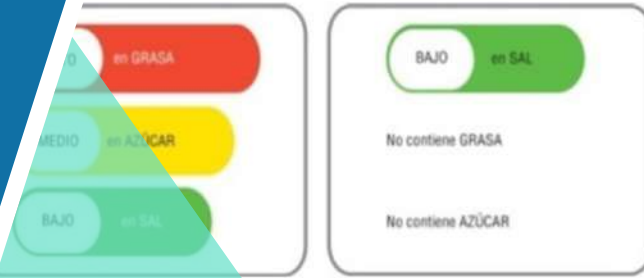 en GRASA
MEDIO en AZÚCAR
BAJO en SAL
BAJO en SAL
No contiene GRASA
No contiene AZÚCAR